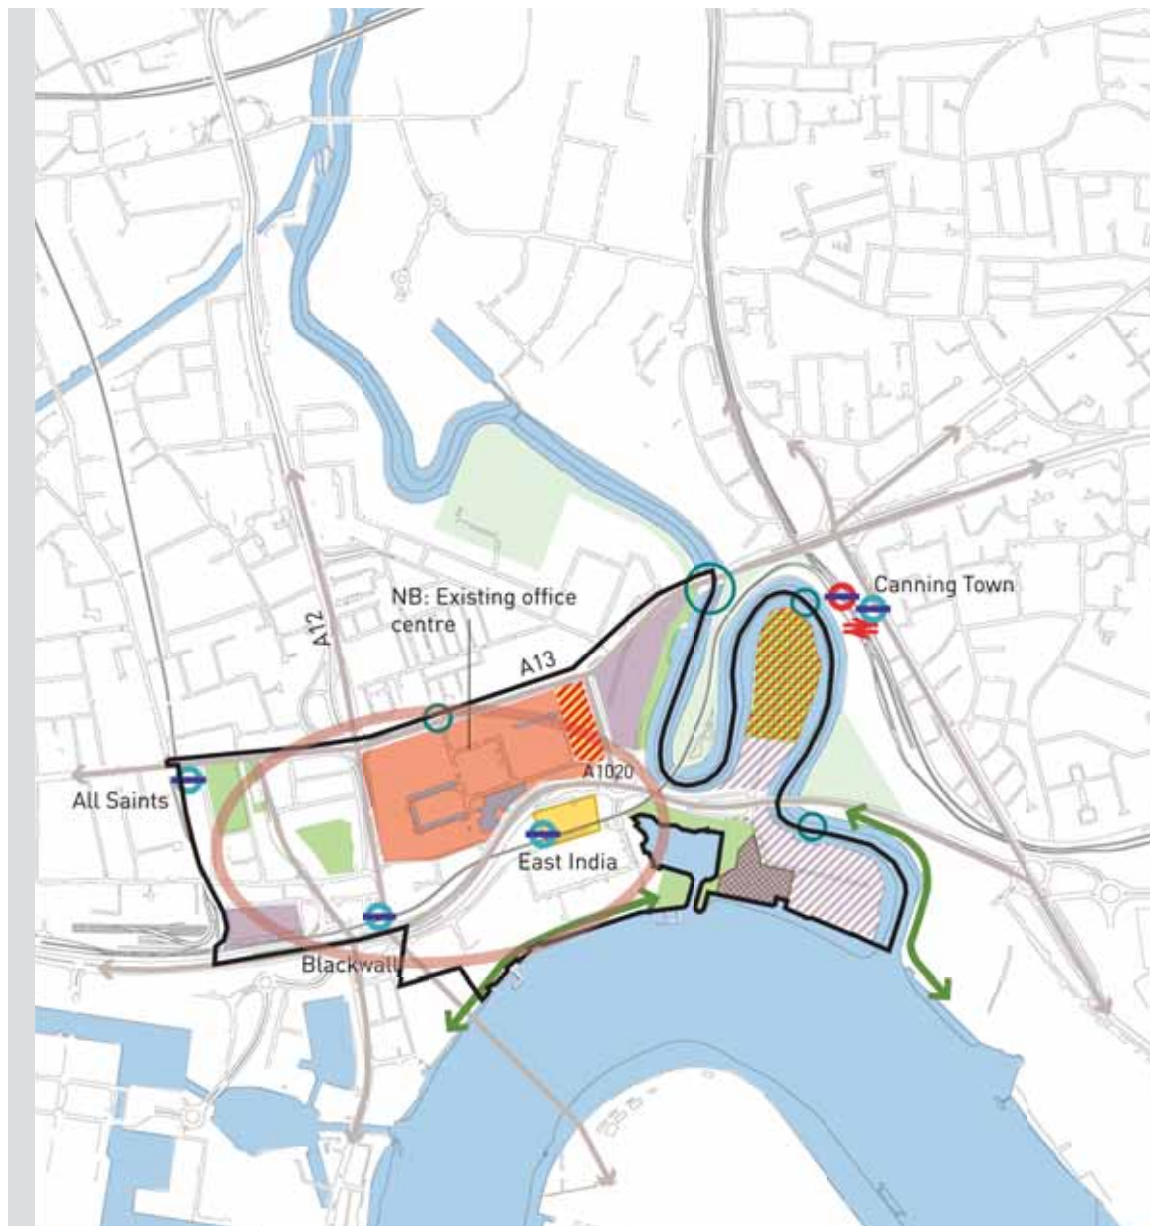 Canning Town
NB: Existing office
centre
A12
A13
A1020
All Saints
East India
Blackwall